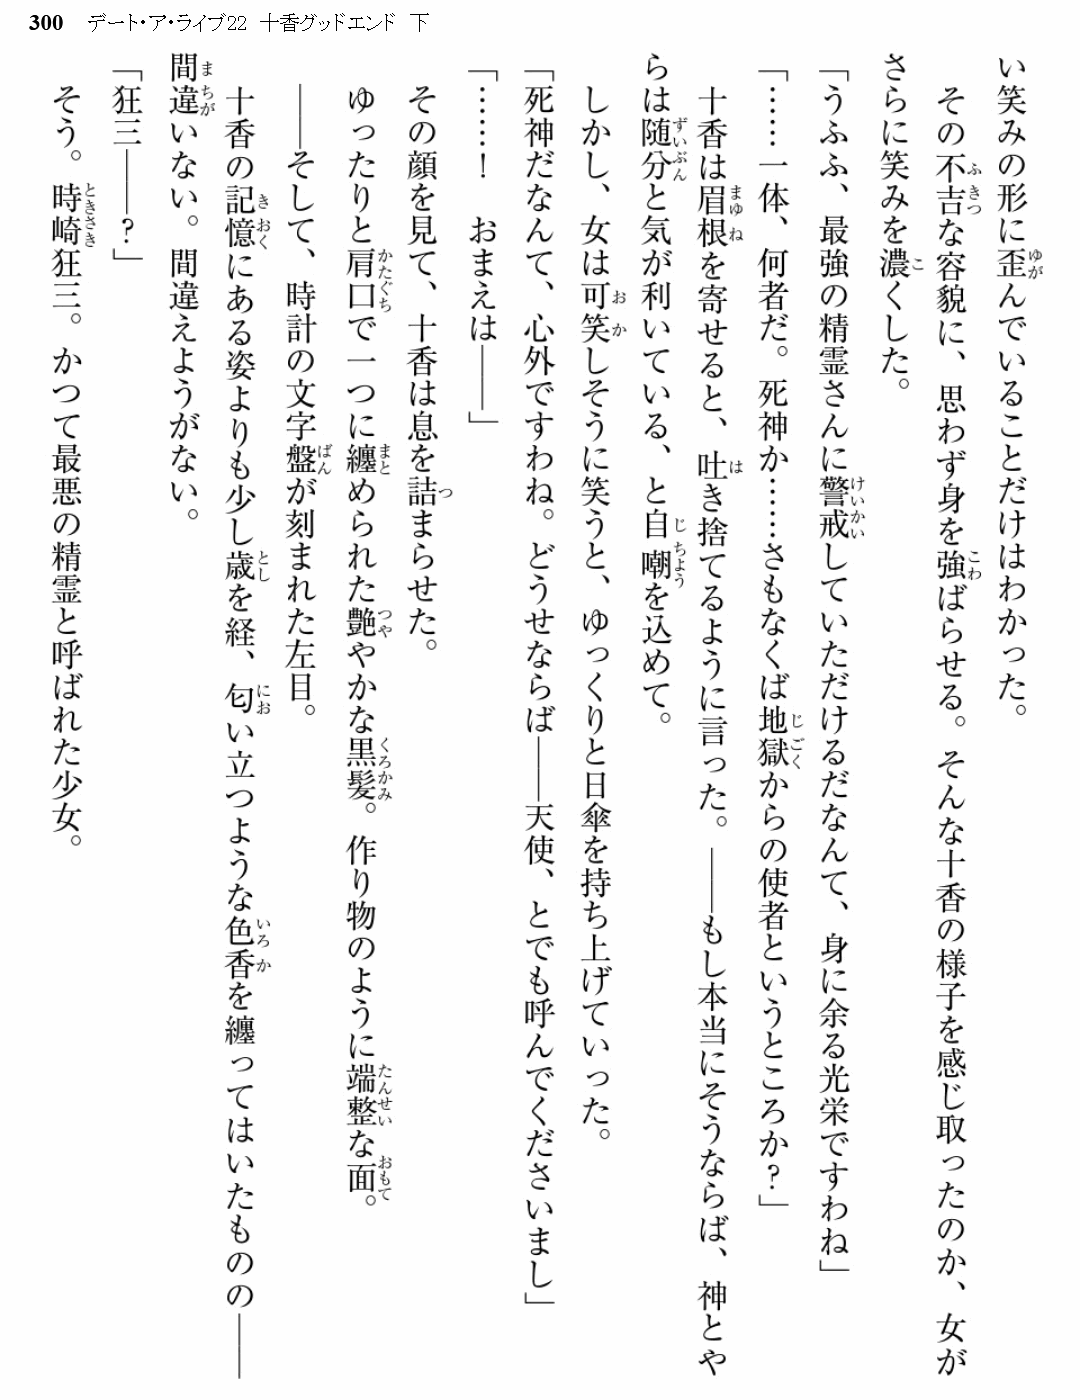 300 デート・ア・ライブ22 十香グッドエンド 下
い笑みの形に歪んでいることだけはわかった。
その不吉な容貌に、思わず身を強ばらせる。そんな十香の様子を感じ取ったのか、女が
さらに笑みを濃くした。
「うふふ、最強の精霊さんに警戒していただけるだなんて、身に余る光栄ですわね」
「……一体、何者だ。死神か……さもなくば地獄からの使者というところか？」
十香は眉根を寄せると、吐き捨てるように言った。――もし本当にそうならば、神とや
らは随分と気が利いている、と自嘲を込めて。
しかし、女は可笑しそうに笑うと、ゆっくりと日傘を持ち上げていった。
「死神だなんて、心外ですわね。どうせならば――天使、とでも呼んでくださいまし」
「……！　おまえは――」
その顔を見て、十香は息を詰まらせた。
ゆったりと肩口で一つに纏められた艶やかな黒髪。作り物のように端整な面。
――そして、時計の文字盤が刻まれた左目。
十香の記憶にある姿よりも少し歳を経、匂い立つような色香を纏ってはいたものの――
間違いない。間違えようがない。
「狂三――？」
そう。時崎狂三。かつて最悪の精霊と呼ばれた少女。